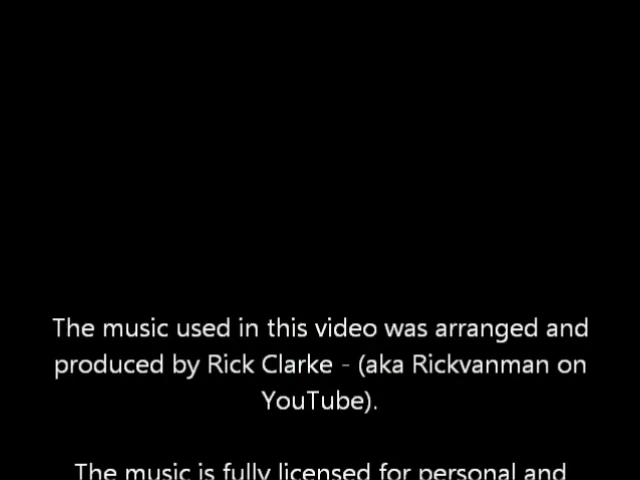 The music used in this video was arranged and
produced by Rick Clarke - (aka Rickvanman on
YouTube).
The music is fully licensed for personal and